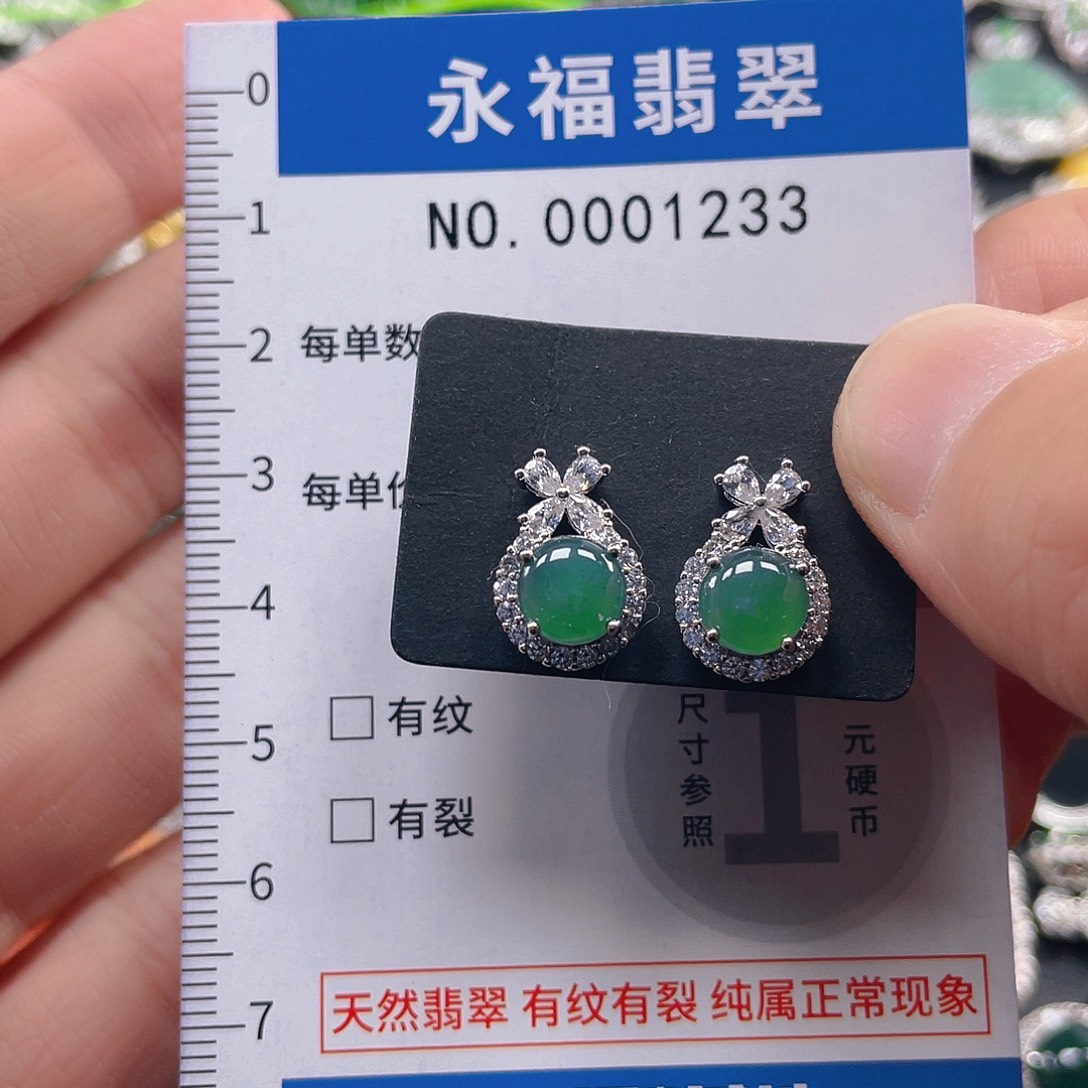 永福翡翠
NO.0001233
0
1
2
3
4
5
6
7
每单数
每单价
□有纹
□有裂
尺寸参照
1
元硬币
天然翡翠 有纹有裂 纯属正常现象